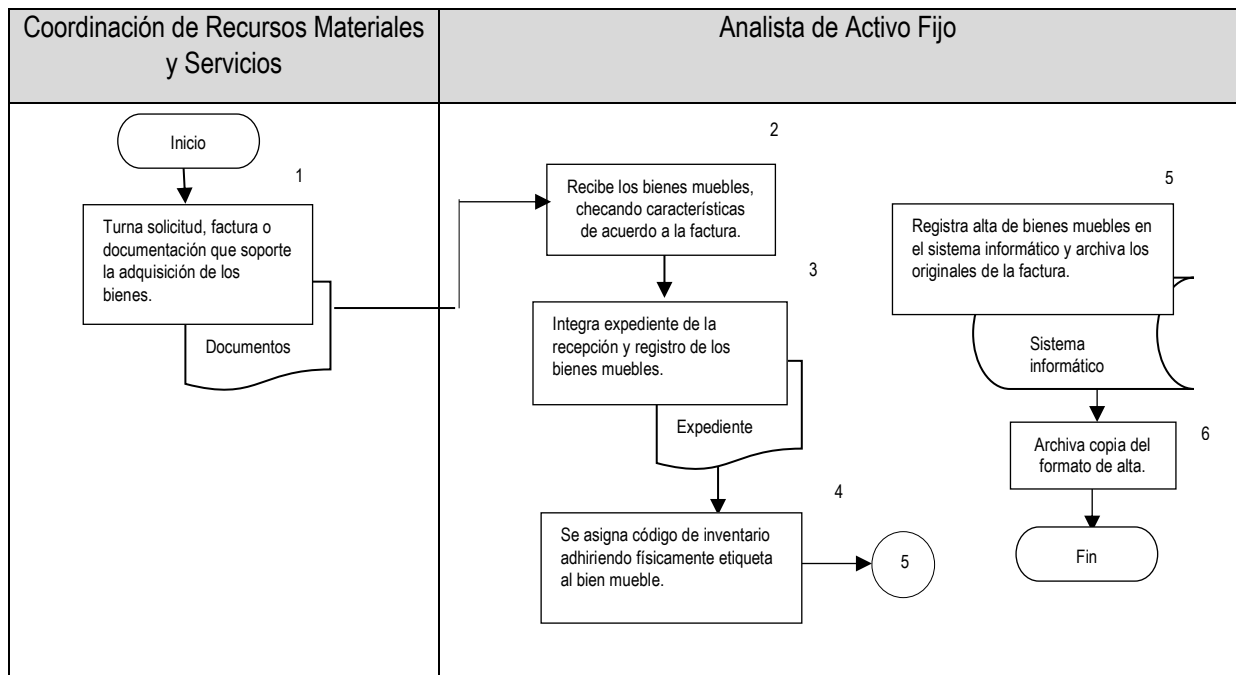 Coordinación de Recursos Materiales
y Servicios
Analista de Activo Fijo
Inicio
1
Turna solicitud, factura o
documentación que soporte
la adquisición de los
bienes.
Documentos
2
Recibe los bienes muebles,
checando características
de acuerdo a la factura.
3
Integra expediente de la
recepción y registro de los
bienes muebles.
Expediente
4
Se asigna código de inventario
adhiriendo físicamente etiqueta
al bien mueble.
5
5
Registra alta de bienes muebles en
el sistema informático y archiva los
originales de la factura.
Sistema
informático
6
Archiva copia del
formato de alta.
Fin